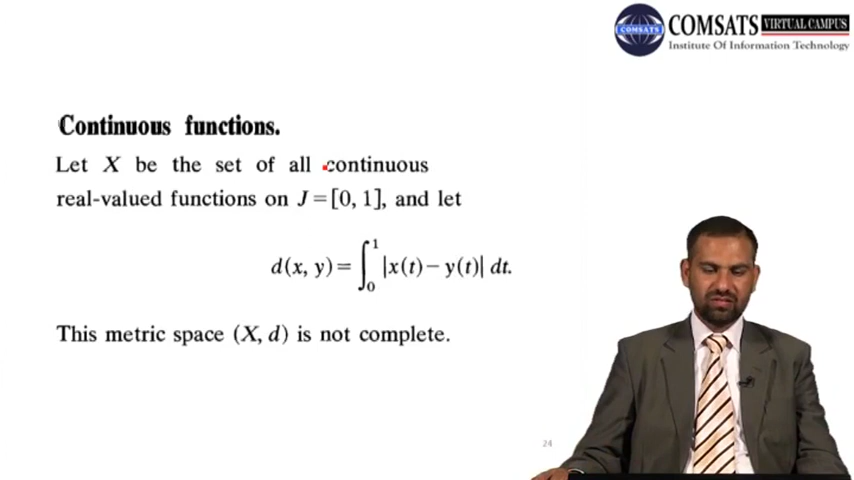 COMSATS VIRTUAL CAMPUS
COMSATS
Institute Of Information Technology
Continuous functions.
Let X be the set of all continuous
real-valued functions on J=[0, 1], and let
d(x, y) = ∫₀¹ |x(t) − y(t)| dt.
This metric space (X, d) is not complete.
24